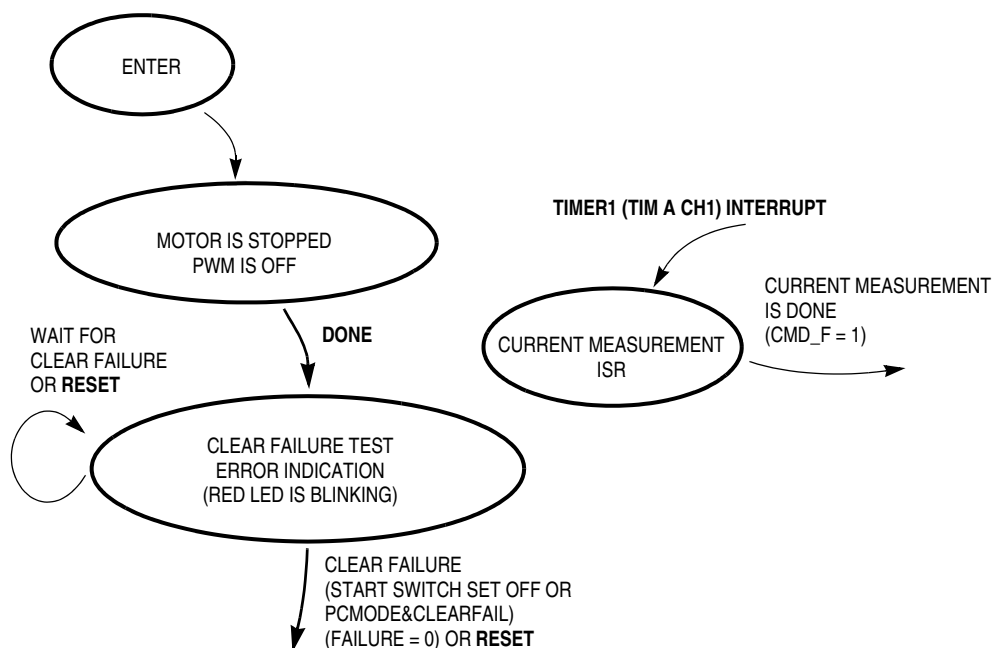 ENTER
MOTOR IS STOPPED
PWM IS OFF
DONE
WAIT FOR
CLEAR FAILURE
OR RESET
CLEAR FAILURE TEST
ERROR INDICATION
(RED LED IS BLINKING)
CLEAR FAILURE
(START SWITCH SET OFF OR
PCMODE&CLEARFAIL)
(FAILURE = 0) OR RESET
TIMER1 (TIM A CH1) INTERRUPT
CURRENT MEASUREMENT
ISR
CURRENT MEASUREMENT
IS DONE
(CMD_F = 1)